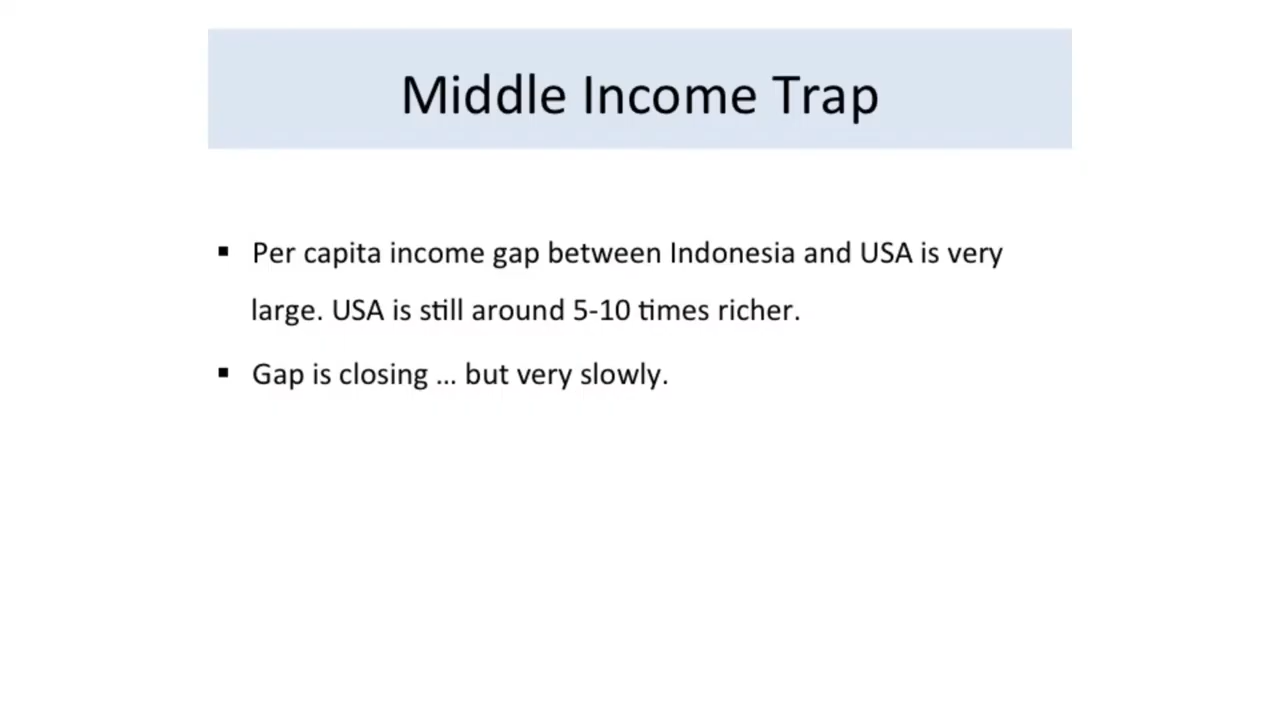 Middle Income Trap
▪ Per capita income gap between Indonesia and USA is very
large. USA is still around 5-10 times richer.
▪ Gap is closing ... but very slowly.